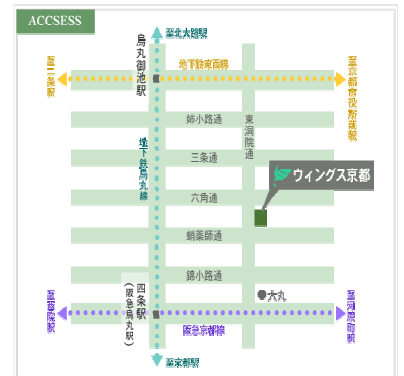 ACCSESS
至北大路駅
烏丸御池駅
地下鉄東西線
至二条駅
至京都市役所前駅
姉小路通
東洞院通
地下鉄烏丸線
三条通
ウィングス京都
六角通
蛸薬師通
錦小路通
四条駅
(阪急烏丸駅)
大丸
至西院駅
至河原町駅
阪急京都線
至京都駅